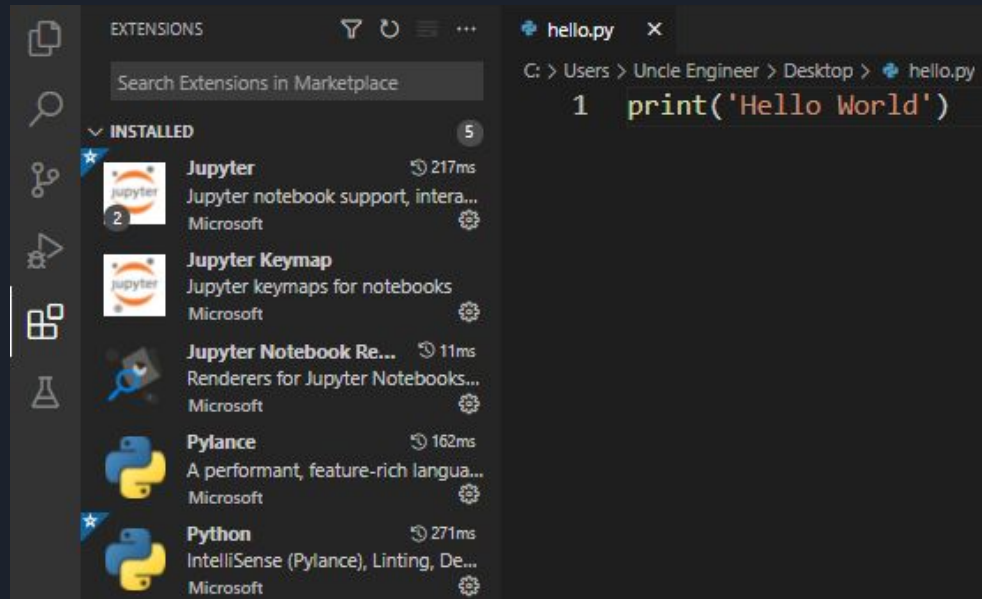 EXTENSIONS
Search Extensions in Marketplace
INSTALLED 5
Jupyter 217ms
Jupyter notebook support, intera...
Microsoft
jupyter
2
Jupyter Keymap
Jupyter keymaps for notebooks
Microsoft
jupyter
Jupyter Notebook Re... 11ms
Renderers for Jupyter Notebooks...
Microsoft
Pylance 162ms
A performant, feature-rich langua...
Microsoft
Python 271ms
IntelliSense (Pylance), Linting, De...
Microsoft
hello.py
C: > Users > Uncle Engineer > Desktop > hello.py
1 print('Hello World')